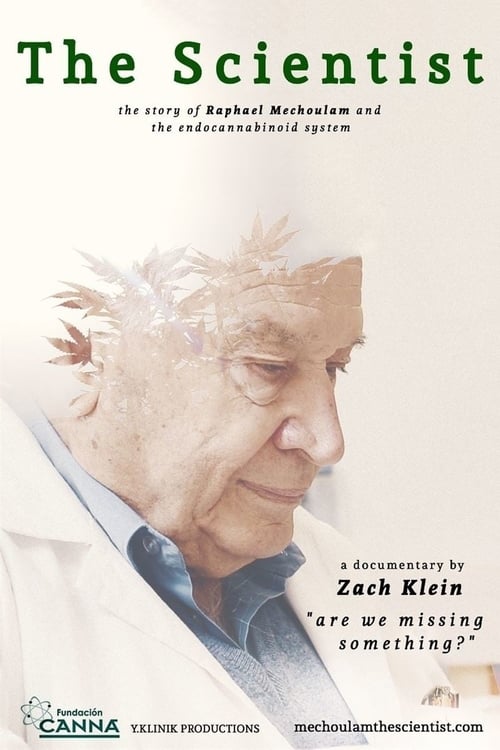 The Scientist
the story of Raphael Mechoulam and
the endocannabinoid system
a documentary by
Zach Klein
"are we missing
something?"
Fundación
CANNA
Y.KLINIK PRODUCTIONS
mechoulamthescientist.com